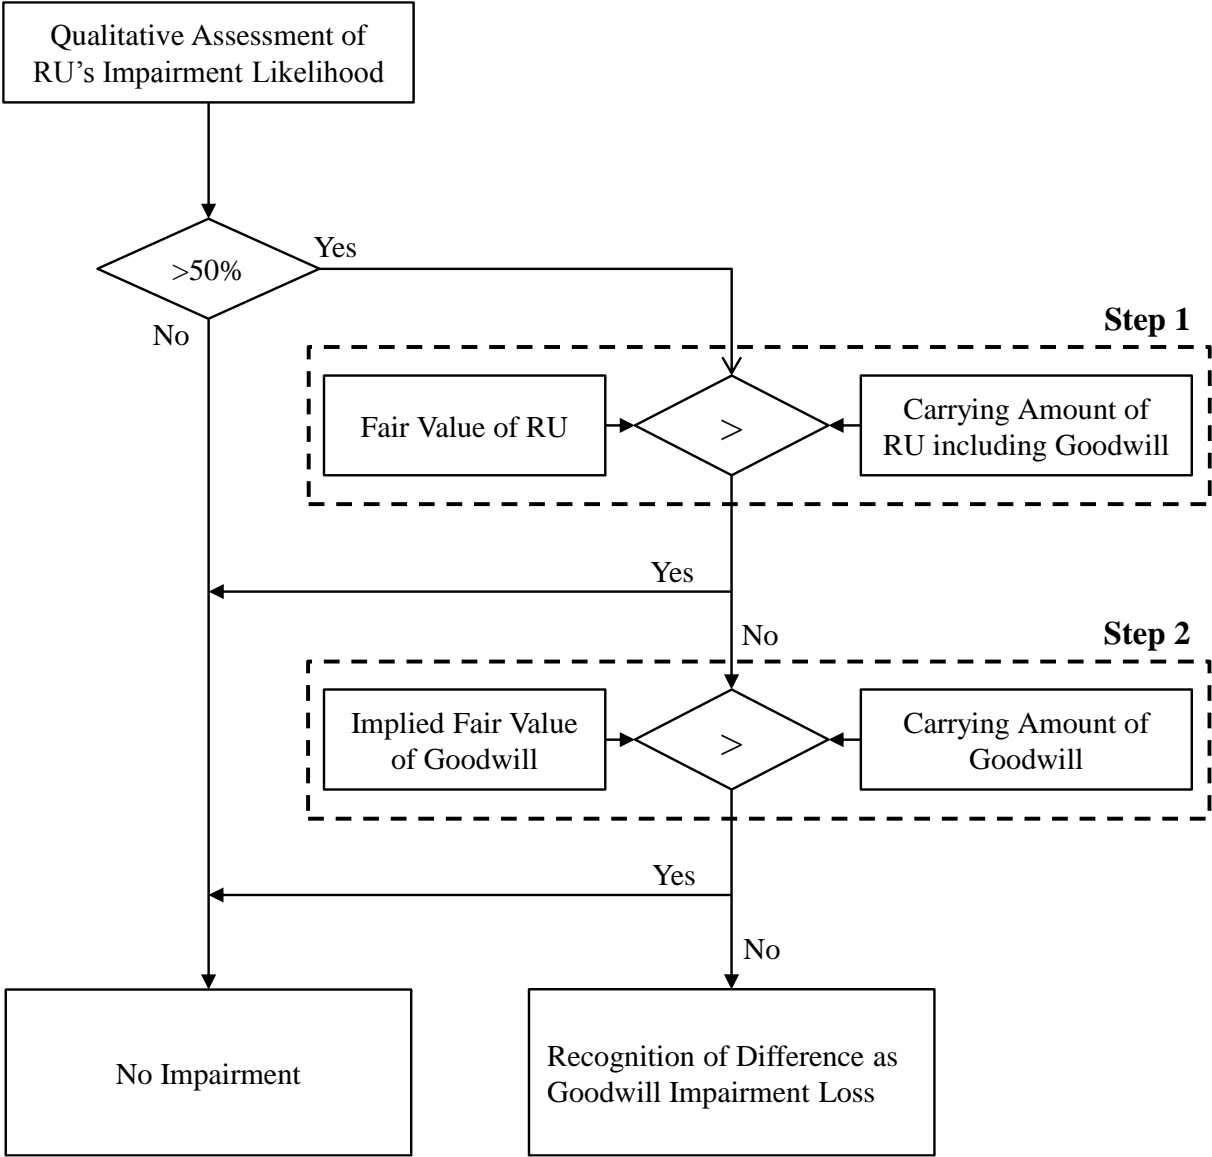 Qualitative Assessment of
RU’s Impairment Likelihood
>50%
Yes
No
Step 1
Fair Value of RU
>
Carrying Amount of
RU including Goodwill
Yes
No
Step 2
Implied Fair Value
of Goodwill
>
Carrying Amount of
Goodwill
Yes
No
No Impairment
Recognition of Difference as
Goodwill Impairment Loss